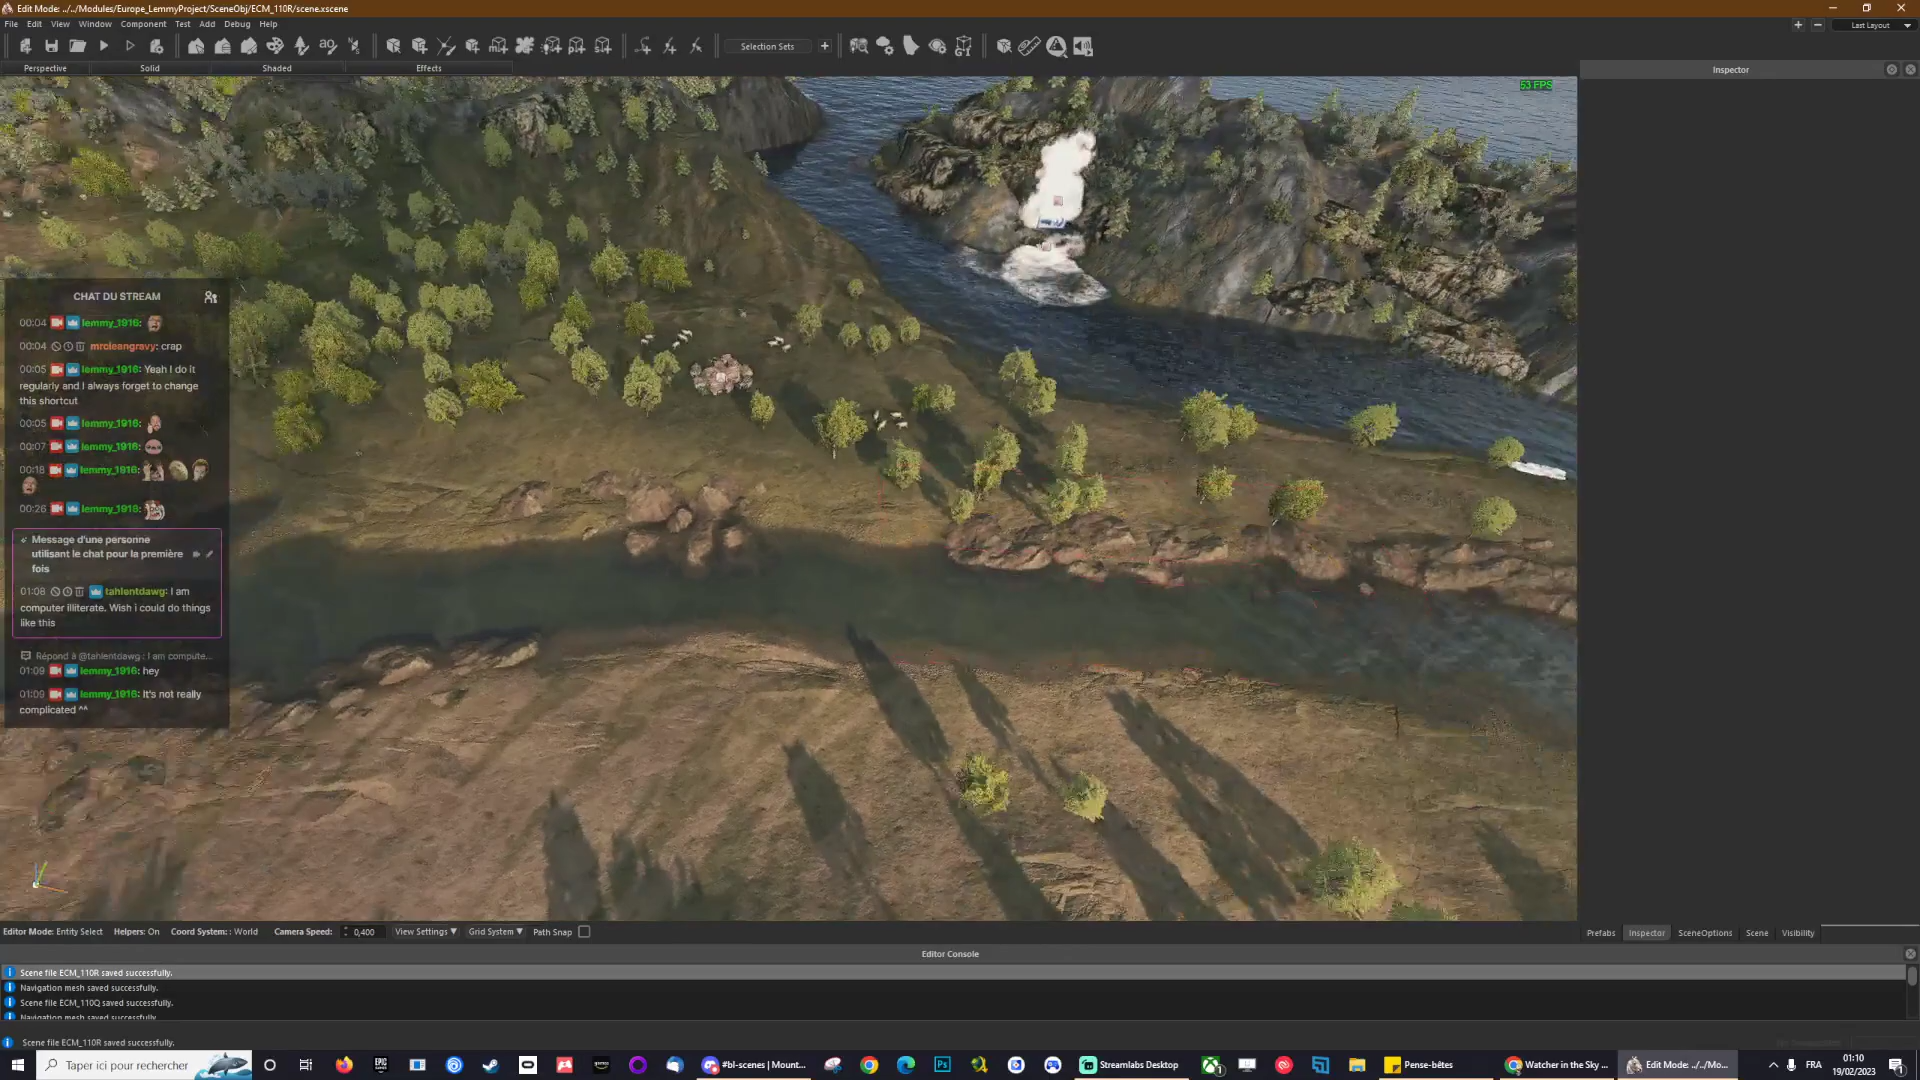 Edit Mode: ../../Modules/Europe_LemmyProject/SceneObj/ECM_110R/scene.xscene
File Edit View Window Component Test Add Debug Help
Last Layout
Selection Sets
Perspective Solid Shaded Effects
Inspector
53 FPS
CHAT DU STREAM
00:04 lemmy_1916:
00:04 mrcleangravy: crap
00:05 lemmy_1916: Yeah I do it
regularly and I always forget to change
this shortcut
00:05 lemmy_1916:
00:07 lemmy_1916:
00:18 lemmy_1916:
00:26 lemmy_1916:
Message d'une personne
utilisant le chat pour la première
fois
01:08 tahlentdawg: I am
computer illiterate. Wish i could do things
like this
Répond à @tahlentdawg : I am compute...
01:09 lemmy_1916: hey
01:09 lemmy_1916: It's not really
complicated ^^
Editor Mode: Entity Select Helpers: On Coord System: : World Camera Speed: 0,400 View Settings Grid System Path Snap
Prefabs Inspector SceneOptions Scene Visibility
Editor Console
Scene file ECM_110R saved successfully.
Navigation mesh saved successfully.
Scene file ECM_110Q saved successfully.
Navigation mesh saved successfully.
Scene file ECM_110R saved successfully.
Taper ici pour rechercher
#bl-scenes | Mount...
Streamlabs Desktop
Pense-bêtes
Watcher in the Sky ...
Edit Mode: ../../Mo...
FRA
01:10
19/02/2023